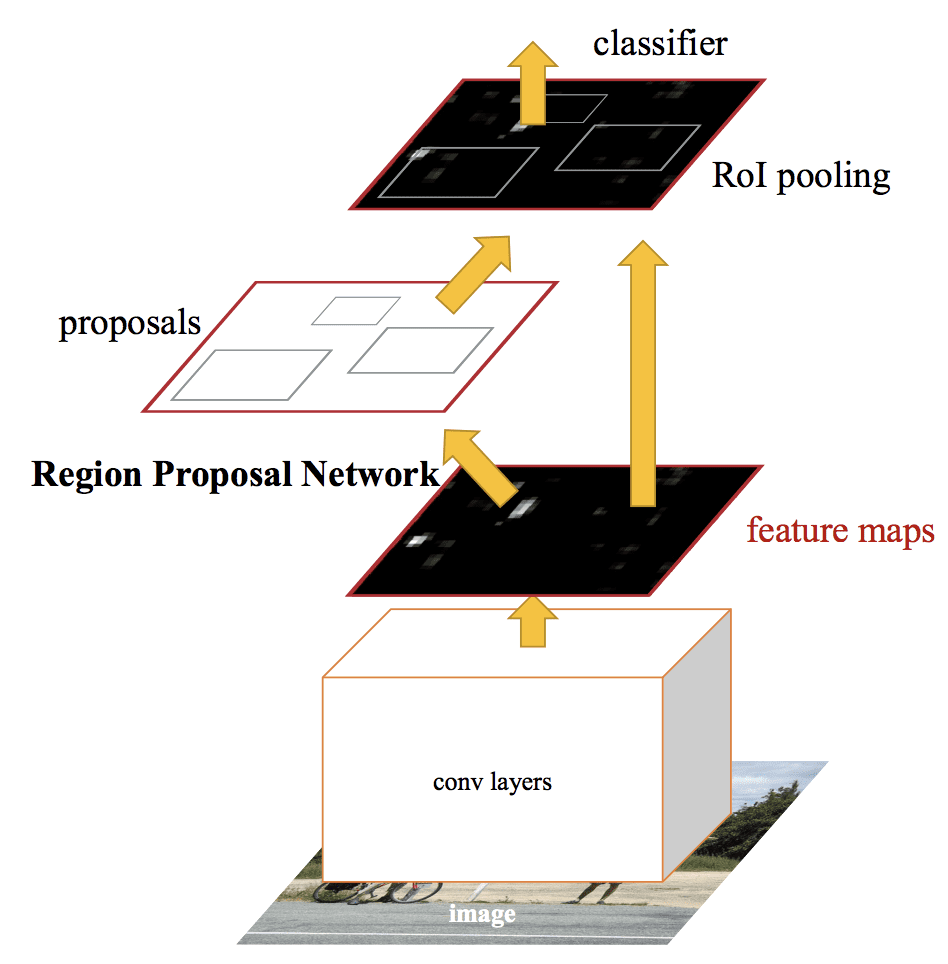 classifier
RoI pooling
proposals
Region Proposal Network
feature maps
conv layers
image